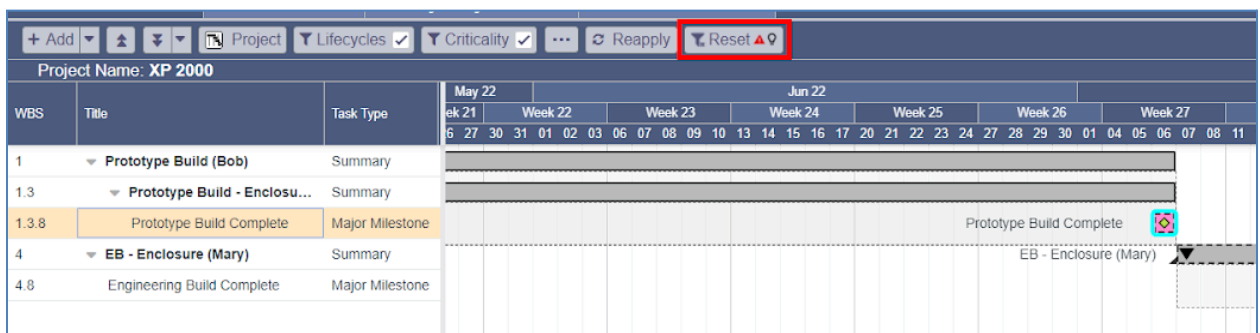 + Add Project Lifecycles Criticality ... Reapply Reset
Project Name: XP 2000
May 22 Jun 22
WBS Title Task Type ek 21 Week 22 Week 23 Week 24 Week 25 Week 26 Week 27
6 27 30 31 01 02 03 06 07 08 09 10 13 14 15 16 17 20 21 22 23 24 27 28 29 30 01 04 05 06 07 08 11
1 Prototype Build (Bob) Summary
1.3 Prototype Build - Enclosu... Summary
1.3.8 Prototype Build Complete Major Milestone Prototype Build Complete
4 EB - Enclosure (Mary) Summary EB - Enclosure (Mary)
4.8 Engineering Build Complete Major Milestone